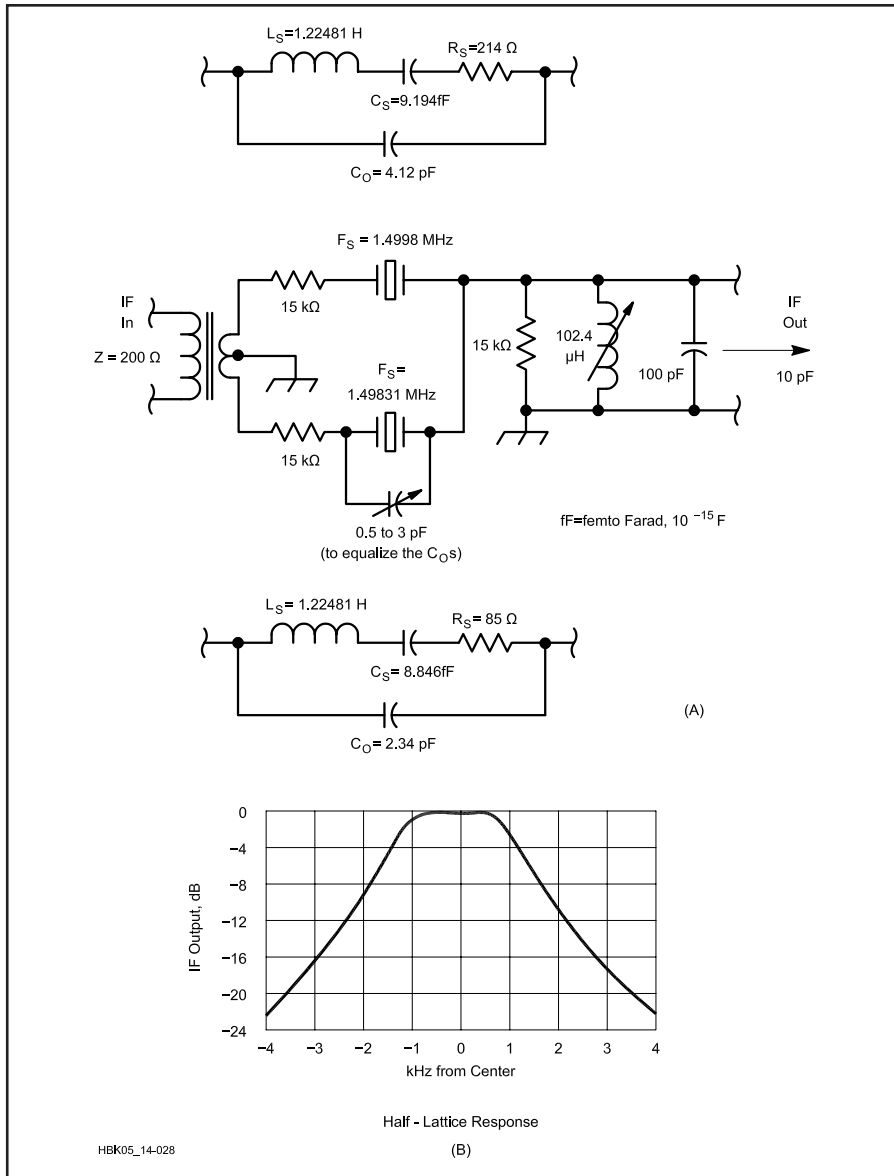 L_S=1.22481 H
R_S=214 Ω
C_S=9.194fF
C_O= 4.12 pF
F_S = 1.4998 MHz
15 kΩ
IF
In
Z = 200 Ω
F_S=
1.49831 MHz
15 kΩ
0.5 to 3 pF
(to equalize the C_Os)
15 kΩ
102.4
µH
100 pF
IF
Out
10 pF
fF=femto Farad, 10 ^−15 F
L_S= 1.22481 H
R_S= 85 Ω
C_S= 8.846fF
C_O= 2.34 pF
(A)
0
−4
−8
−12
−16
−20
−24
IF Output, dB
−4 −3 −2 −1 0 1 2 3 4
kHz from Center
Half - Lattice Response
HBK05_14-028
(B)